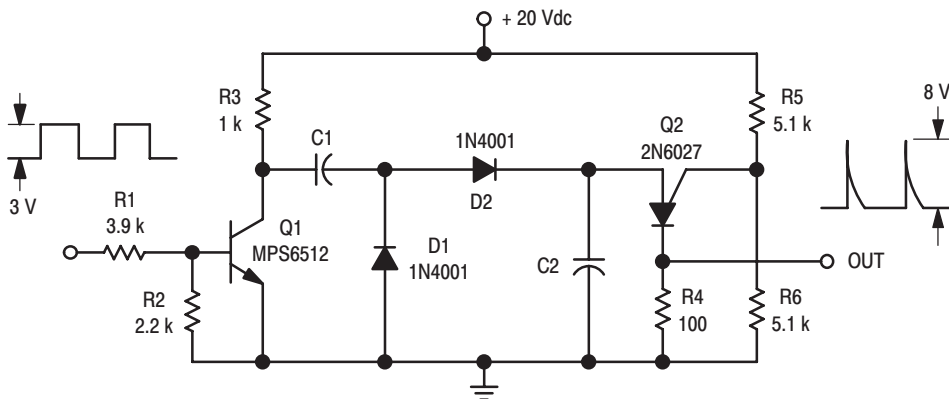 + 20 Vdc
R3
1 k
C1
1N4001
D2
Q2
2N6027
R5
5.1 k
8 V
3 V
R1
3.9 k
Q1
MPS6512
D1
1N4001
C2
OUT
R2
2.2 k
R4
100
R6
5.1 k